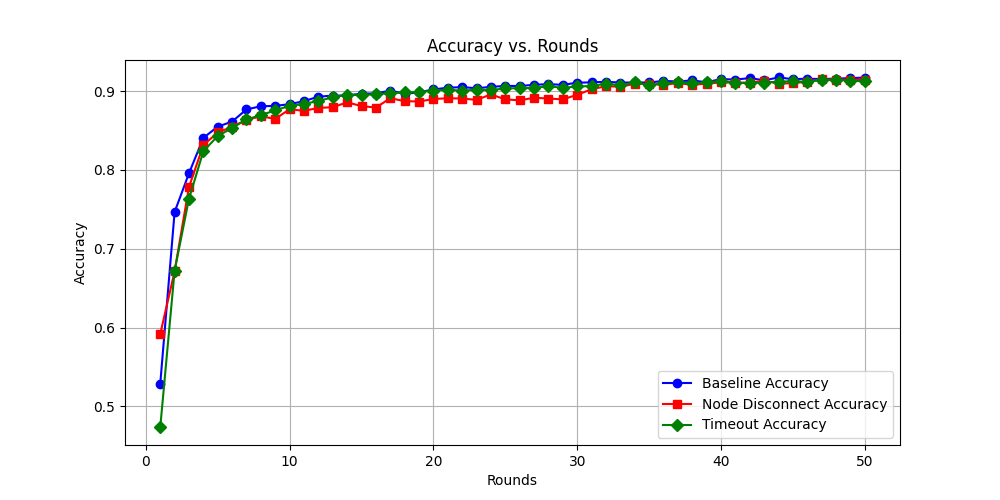 Accuracy vs. Rounds
Accuracy
0.9
0.8
0.7
0.6
0.5
0 10 20 30 40 50
Rounds
Baseline Accuracy
Node Disconnect Accuracy
Timeout Accuracy